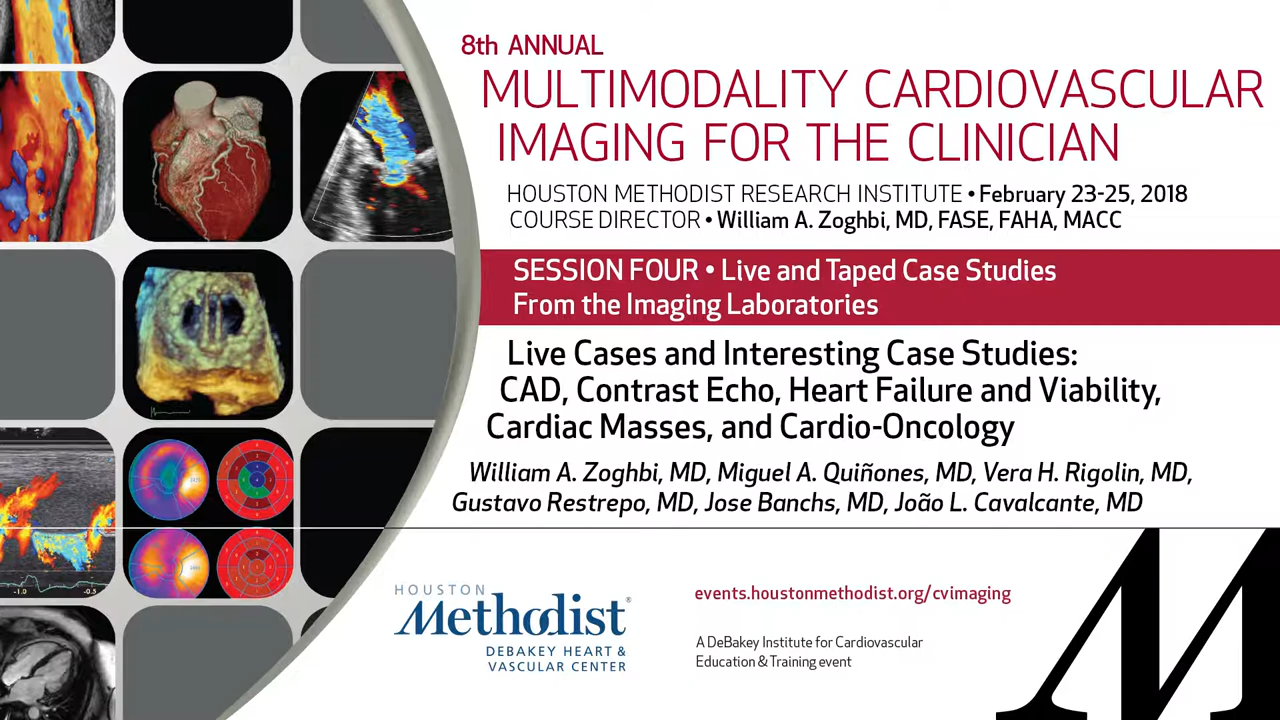 8th ANNUAL
MULTIMODALITY CARDIOVASCULAR
IMAGING FOR THE CLINICIAN
HOUSTON METHODIST RESEARCH INSTITUTE • February 23-25, 2018
COURSE DIRECTOR • William A. Zoghbi, MD, FASE, FAHA, MACC
SESSION FOUR • Live and Taped Case Studies
From the Imaging Laboratories
Live Cases and Interesting Case Studies:
CAD, Contrast Echo, Heart Failure and Viability,
Cardiac Masses, and Cardio-Oncology
William A. Zoghbi, MD, Miguel A. Quiñones, MD, Vera H. Rigolin, MD,
Gustavo Restrepo, MD, Jose Banchs, MD, João L. Cavalcante, MD
-1.0 -0.5
HOUSTON
Methodist®
DEBAKEY HEART &
VASCULAR CENTER
events.houstonmethodist.org/cvimaging
A DeBakey Institute for Cardiovascular
Education & Training event
M